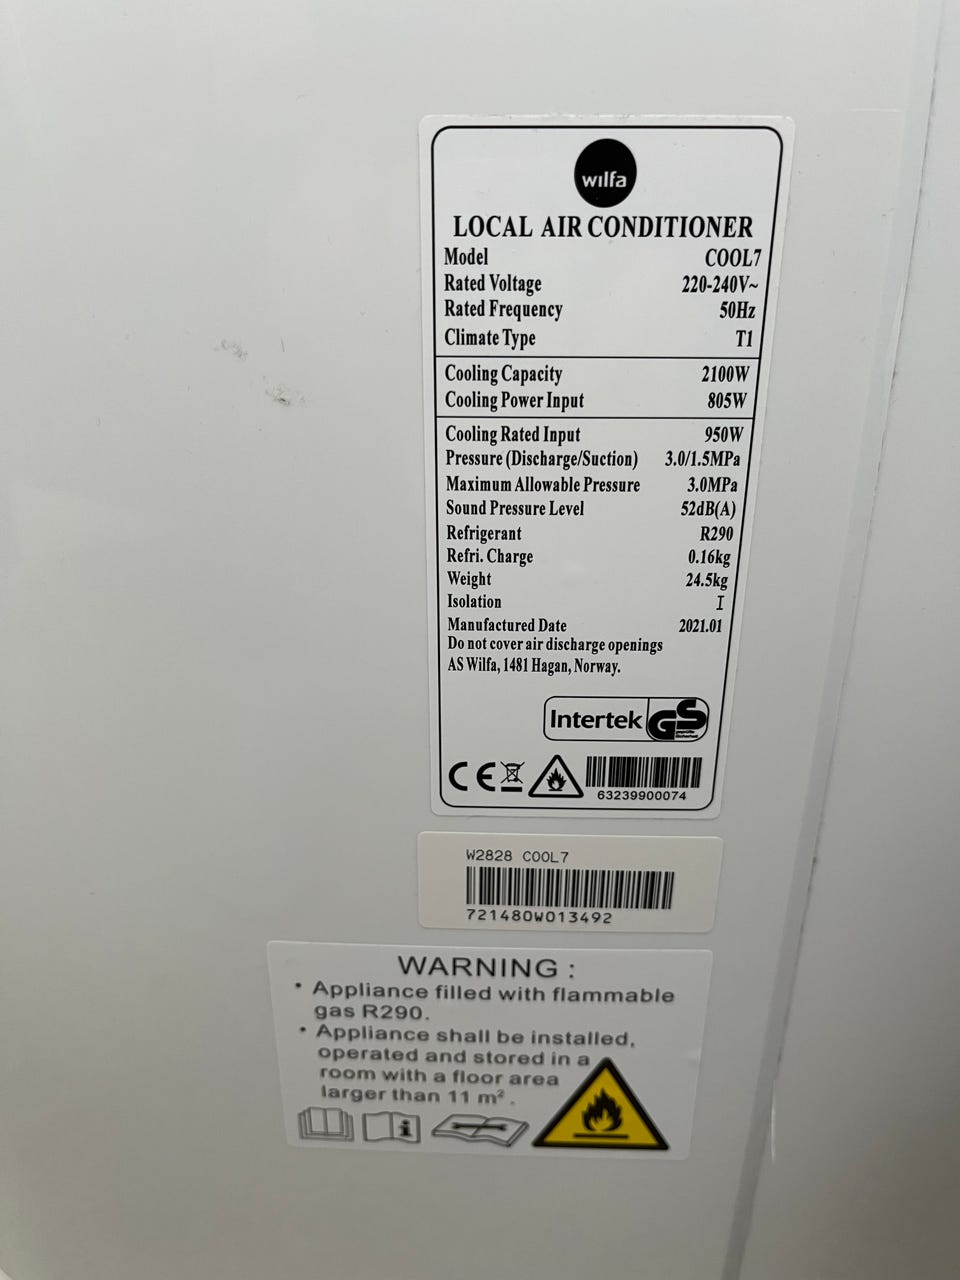 wilfa
LOCAL AIR CONDITIONER
Model COOL7
Rated Voltage 220-240V~
Rated Frequency 50Hz
Climate Type T1
Cooling Capacity 2100W
Cooling Power Input 805W
Cooling Rated Input 950W
Pressure (Discharge/Suction) 3.0/1.5MPa
Maximum Allowable Pressure 3.0MPa
Sound Pressure Level 52dB(A)
Refrigerant R290
Refri. Charge 0.16kg
Weight 24.5kg
Isolation I
Manufactured Date 2021.01
Do not cover air discharge openings
AS Wilfa, 1481 Hagan, Norway.
Intertek GS
geprüfte
Sicherheit
CE
63239900074
W2828 COOL7
721480W013492
WARNING :
• Appliance filled with flammable
gas R290.
• Appliance shall be installed,
operated and stored in a
room with a floor area
larger than 11 m².